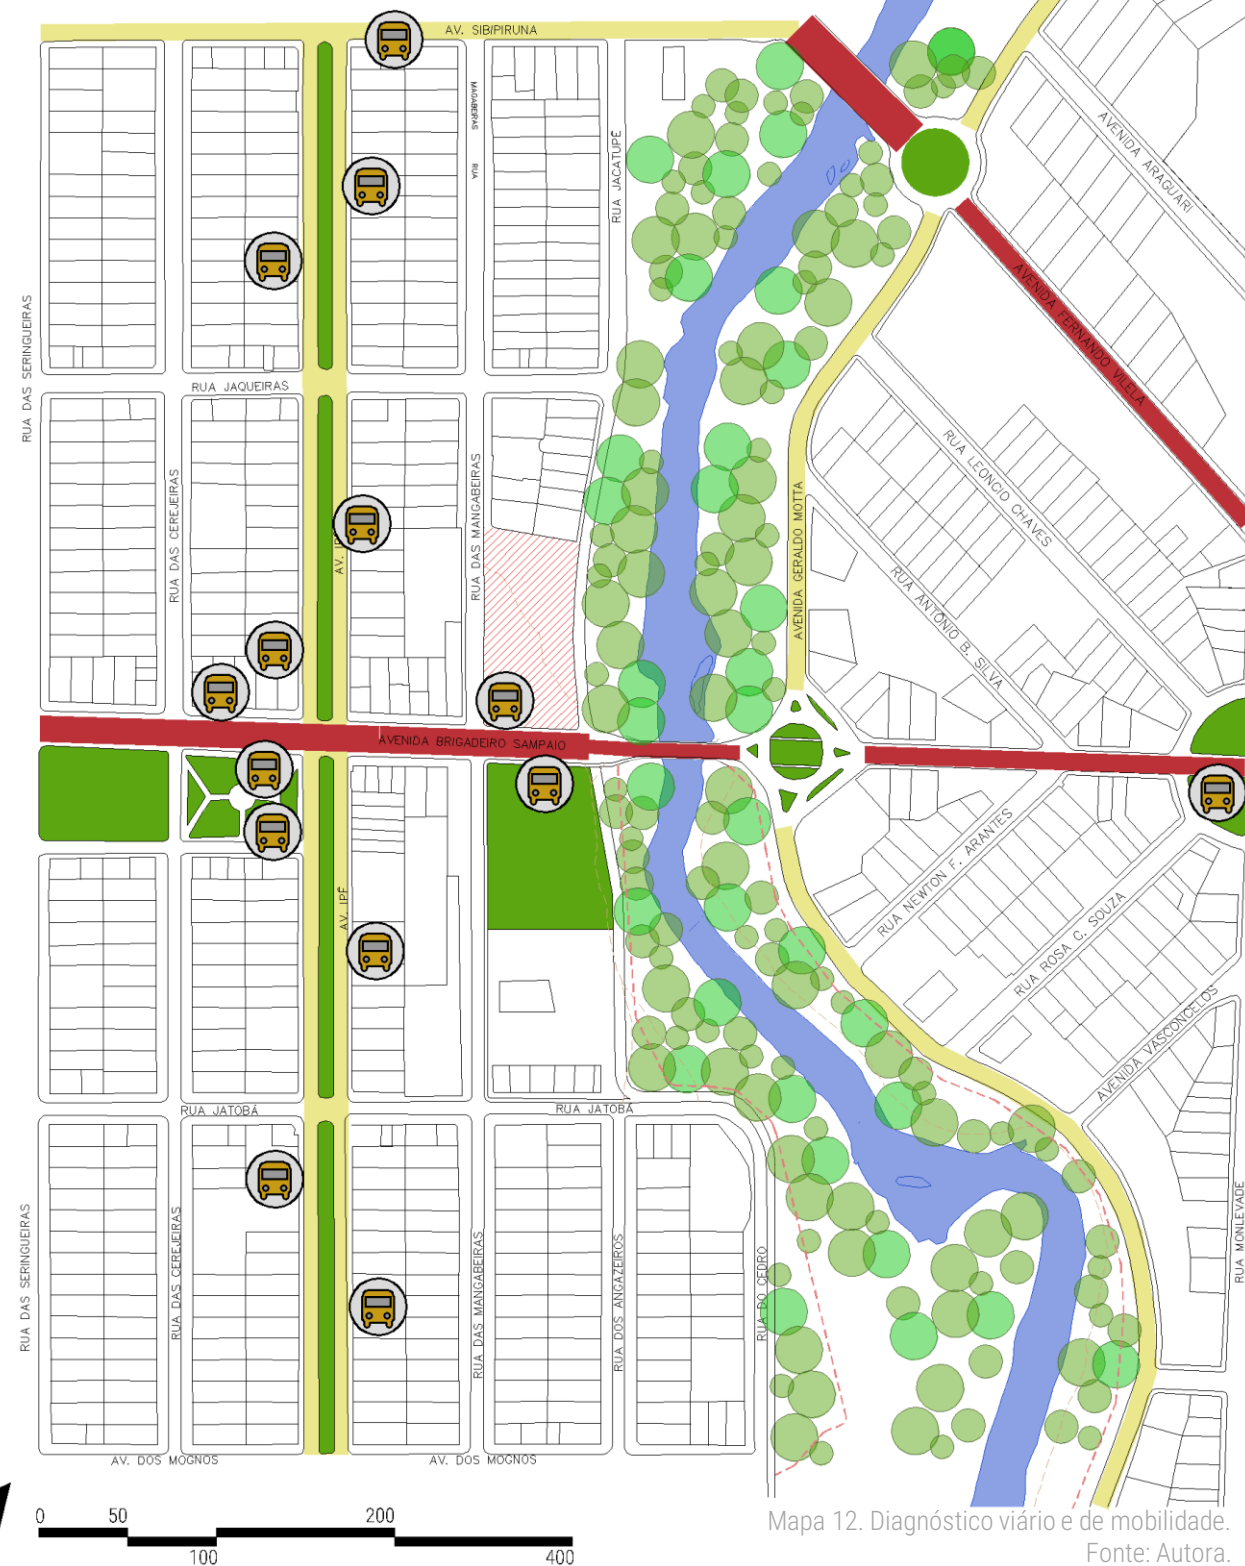 AV. SIBIPIRUNA
MAGABEIRAS
RUA
RUA JACATUPÉ
AVENIDA ARAGUARI
RUA DAS SERINGUEIRAS
RUA JAQUEIRAS
AVENIDA FERNANDO VILELA
RUA DAS CEREJEIRAS
RUA DAS MANGABEIRAS
RUA LEONCIO CHAVES
AVENIDA GERALDO MOTTA
RUA ANTÔNIO B. SILVA
AVENIDA BRIGADEIRO SAMPAIO
AV. IPÊ
RUA NEWTON F. ARANTES
RUA ROSA C. SOUZA
AVENIDA VASCONCELOS
RUA JATOBÁ
RUA JATOBÁ
RUA DAS SERINGUEIRAS
RUA DAS CEREJEIRAS
RUA DAS MANGABEIRAS
RUA DOS ANGAZEIROS
RUA DO CEDRO
RUA MONLEVADE
AV. DOS MOGNOS
AV. DOS MOGNOS
0 50 200
100 400
Mapa 12. Diagnóstico viário e de mobilidade.
Fonte: Autora.